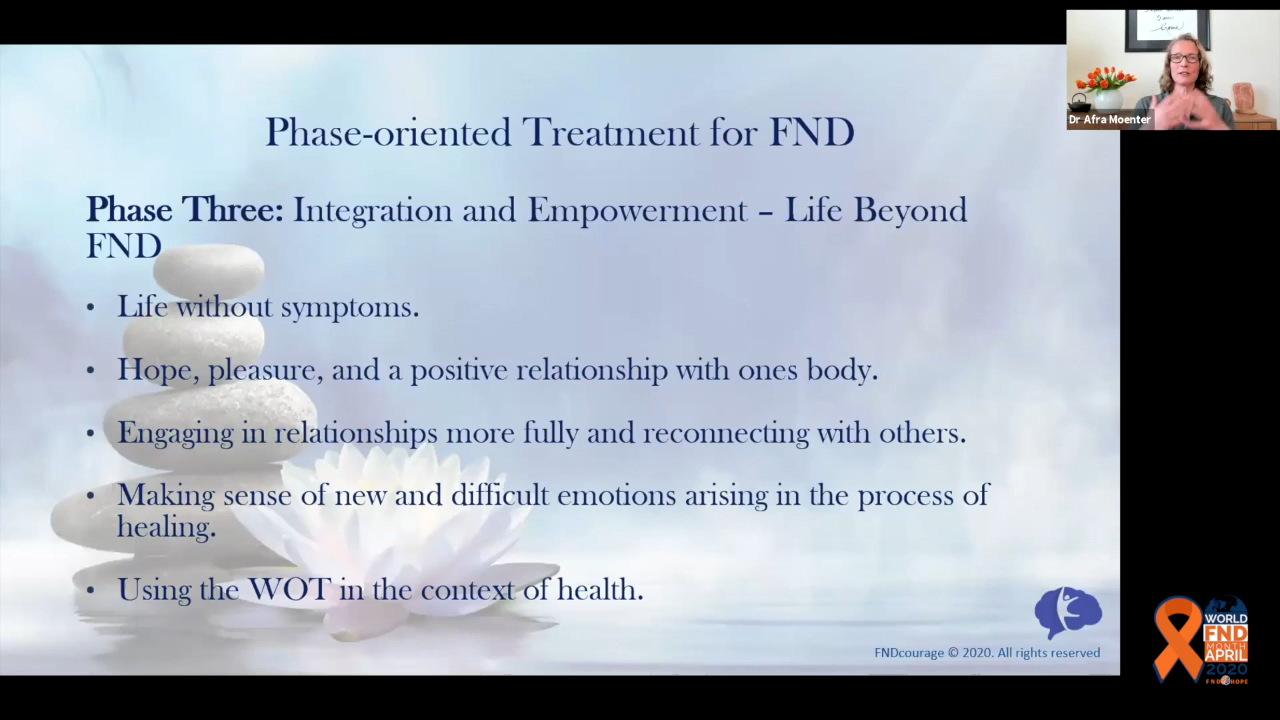 Phase-oriented Treatment for FND
Phase Three: Integration and Empowerment – Life Beyond
FND
• Life without symptoms.
• Hope, pleasure, and a positive relationship with ones body.
• Engaging in relationships more fully and reconnecting with others.
• Making sense of new and difficult emotions arising in the process of
healing.
• Using the WOT in the context of health.
FNDcourage © 2020. All rights reserved
Dr Afra Moenter
WORLD
FND
MONTH
APRIL
2020
FND HOPE